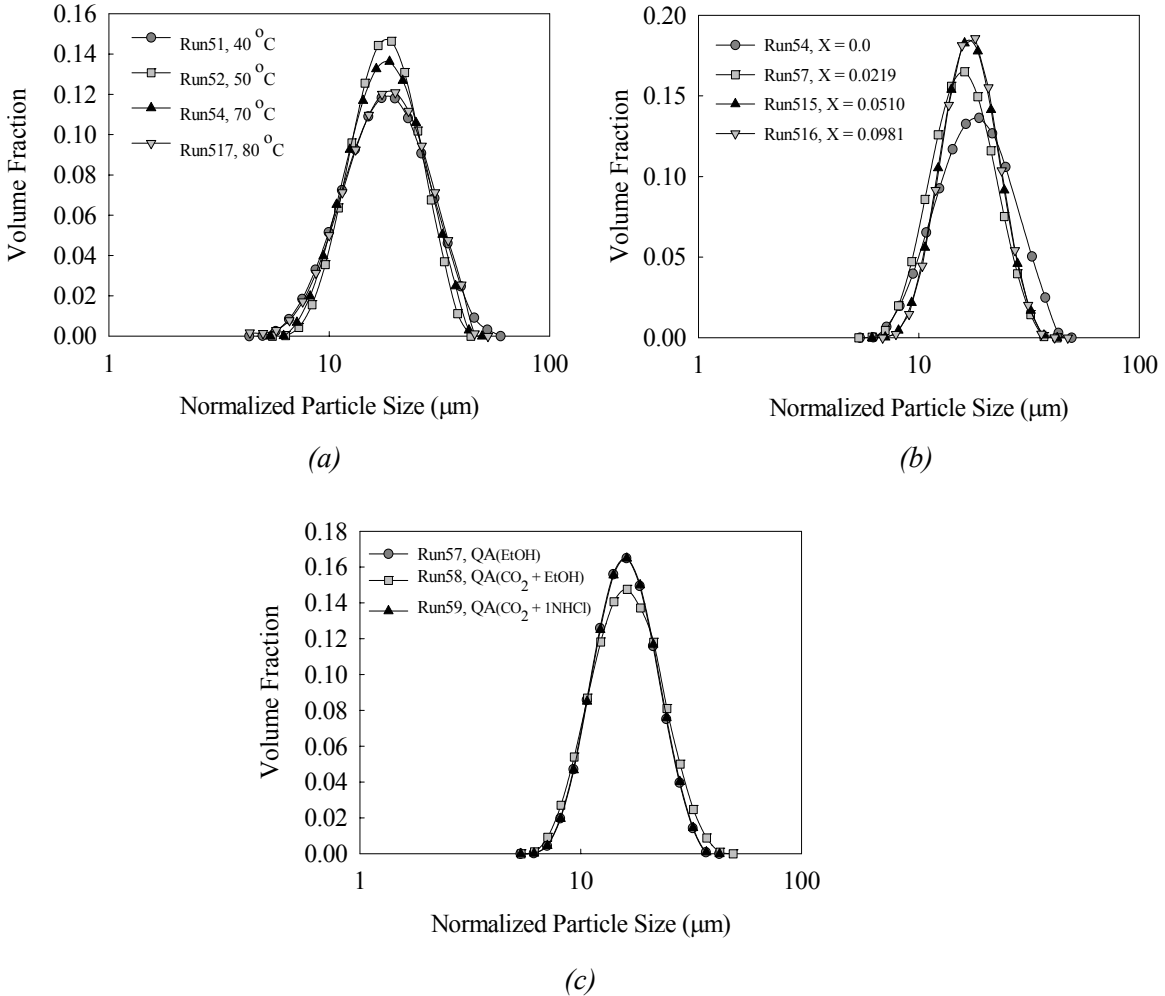 0.16
0.14
0.12
0.10
0.08
0.06
0.04
0.02
0.00
Volume Fraction
Run51, 40 °C
Run52, 50 °C
Run54, 70 °C
Run517, 80 °C
1 10 100
Normalized Particle Size (μm)
(a)
0.20
0.15
0.10
0.05
0.00
Volume Fraction
Run54, X = 0.0
Run57, X = 0.0219
Run515, X = 0.0510
Run516, X = 0.0981
1 10 100
Normalized Particle Size (μm)
(b)
0.18
0.16
0.14
0.12
0.10
0.08
0.06
0.04
0.02
0.00
Volume Fraction
Run57, QA(EtOH)
Run58, QA(CO₂ + EtOH)
Run59, QA(CO₂ + 1NHCl)
1 10 100
Normalized Particle Size (μm)
(c)